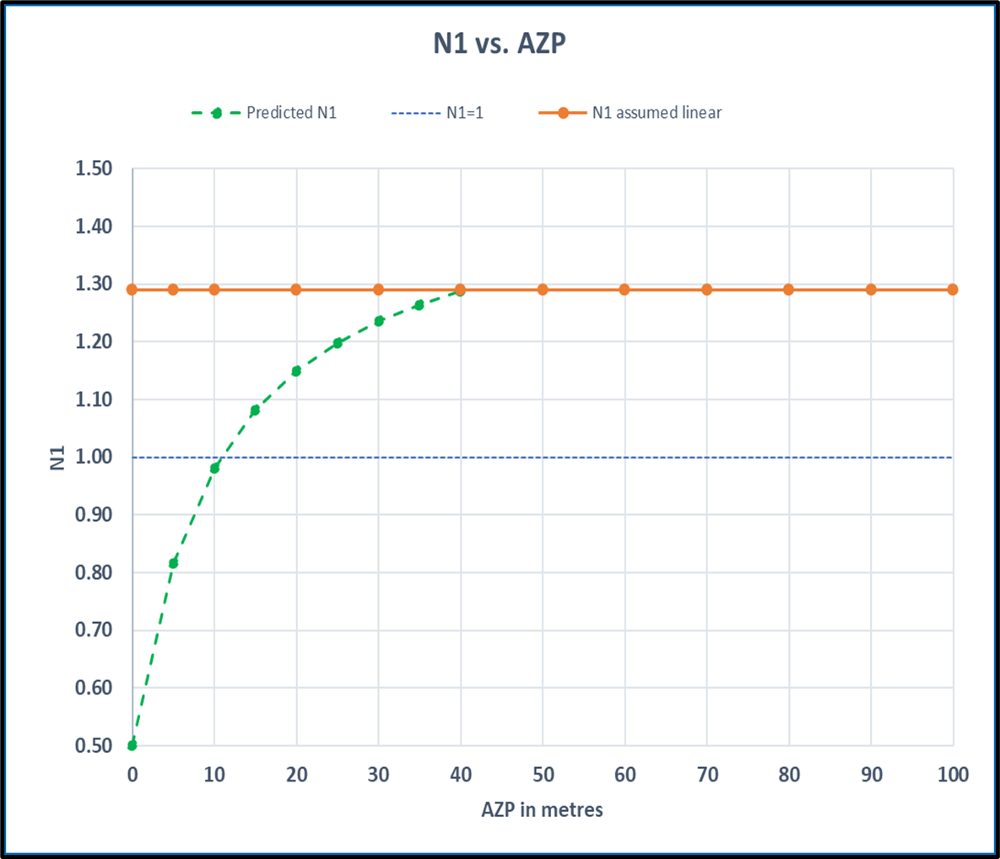 N1 vs. AZP
Predicted N1
N1=1
N1 assumed linear
1.50
1.40
1.30
1.20
1.10
1.00
0.90
0.80
0.70
0.60
0.50
N1
0 10 20 30 40 50 60 70 80 90 100
AZP in metres